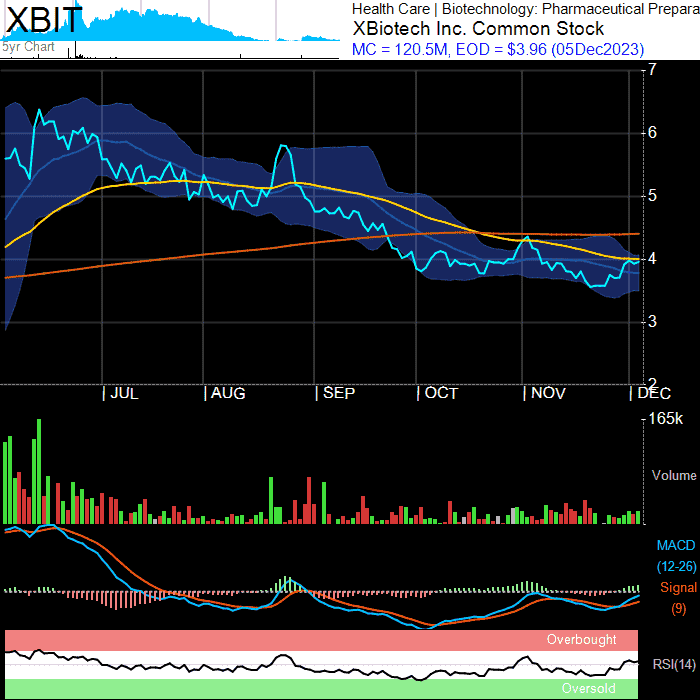 XBIT
5yr Chart
Health Care | Biotechnology: Pharmaceutical Prepara
XBiotech Inc. Common Stock
MC = 120.5M, EOD = $3.96 (05Dec2023)
7
6
5
4
3
2
JUL
AUG
SEP
OCT
NOV
DEC
165k
Volume
MACD
(12-26)
Signal
(9)
Overbought
RSI(14)
Oversold